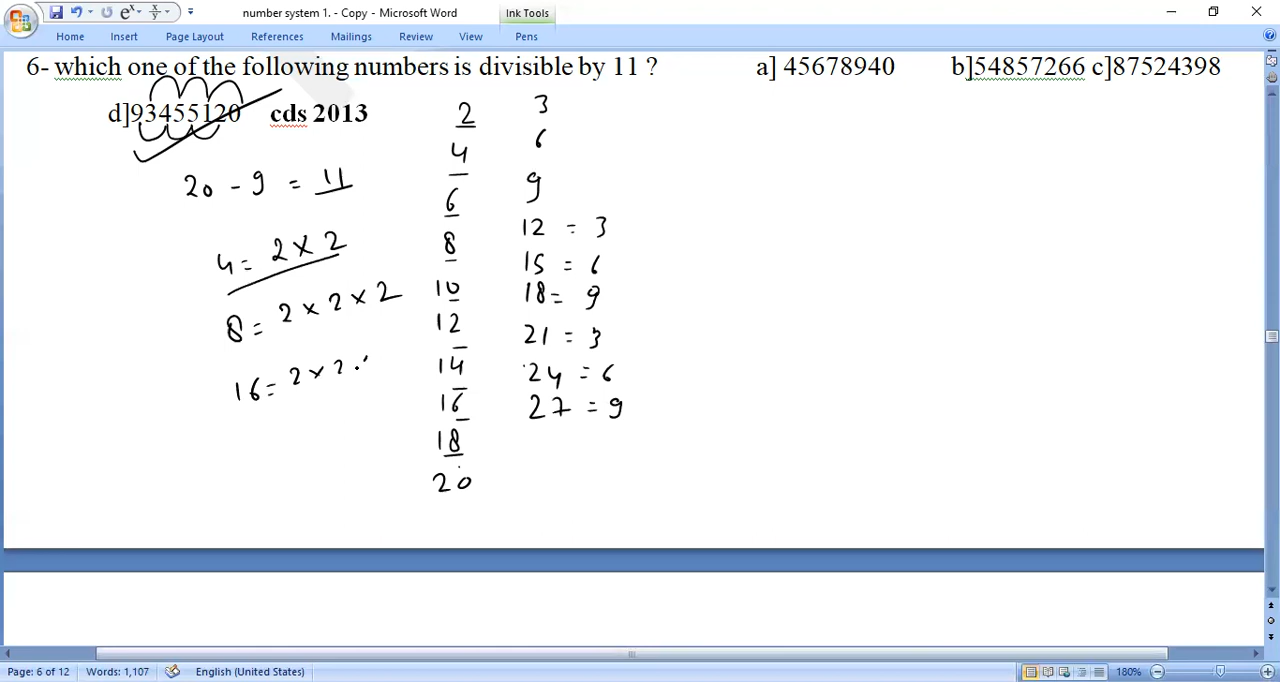 number system 1. - Copy - Microsoft Word
Ink Tools
Home Insert Page Layout References Mailings Review View Pens
6- which one of the following numbers is divisible by 11 ? a] 45678940 b]54857266 c]87524398
d]93455120 cds 2013
20 - 9 = 11
4 = 2 × 2
8 = 2 × 2 × 2
16 = 2 × 2 ·
2
4
6
8
10
12
14
16
18
20
3
6
9
12 = 3
15 = 6
18 = 9
21 = 3
24 = 6
27 = 9
Page: 6 of 12 Words: 1,107 English (United States) 180%